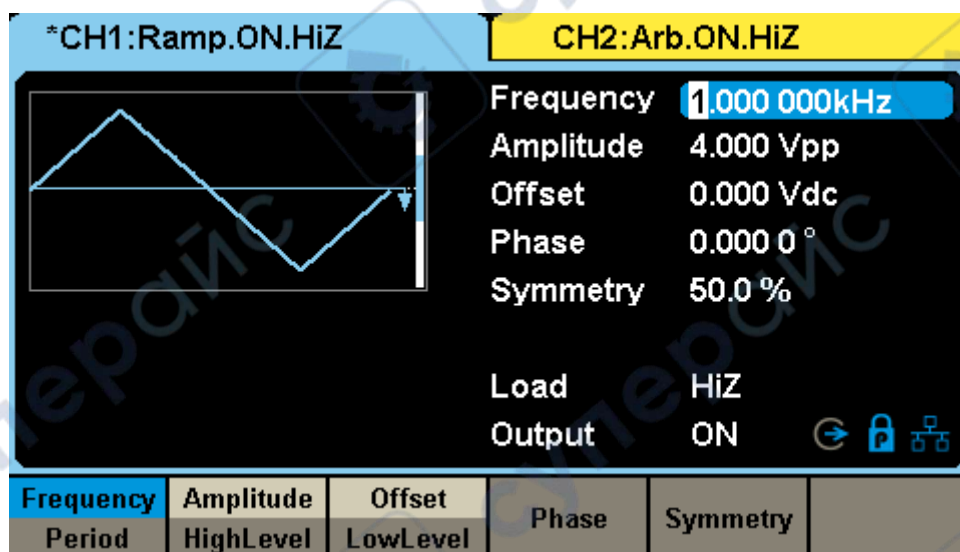 *CH1:Ramp.ON.HiZ
CH2:Arb.ON.HiZ
Frequency 1.000 000kHz
Amplitude 4.000 Vpp
Offset 0.000 Vdc
Phase 0.000 0 °
Symmetry 50.0 %
Load HiZ
Output ON
P
Frequency Amplitude Offset Phase Symmetry
Period HighLevel LowLevel